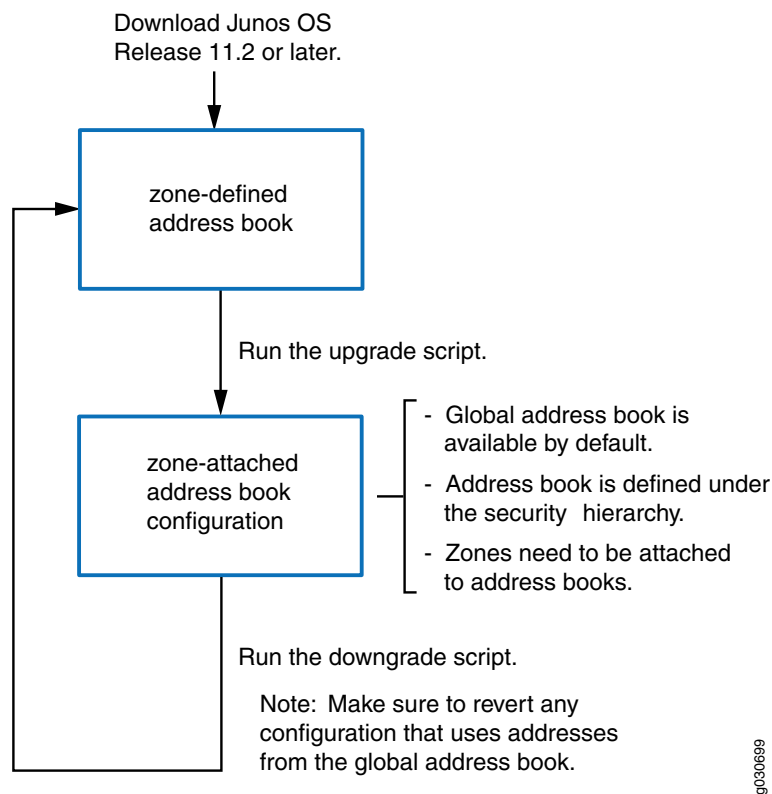 Download Junos OS
Release 11.2 or later.
zone-defined
address book
Run the upgrade script.
zone-attached
address book
configuration
- Global address book is
available by default.
- Address book is defined under
the security hierarchy.
- Zones need to be attached
to address books.
Run the downgrade script.
Note: Make sure to revert any
configuration that uses addresses
from the global address book.
g030699